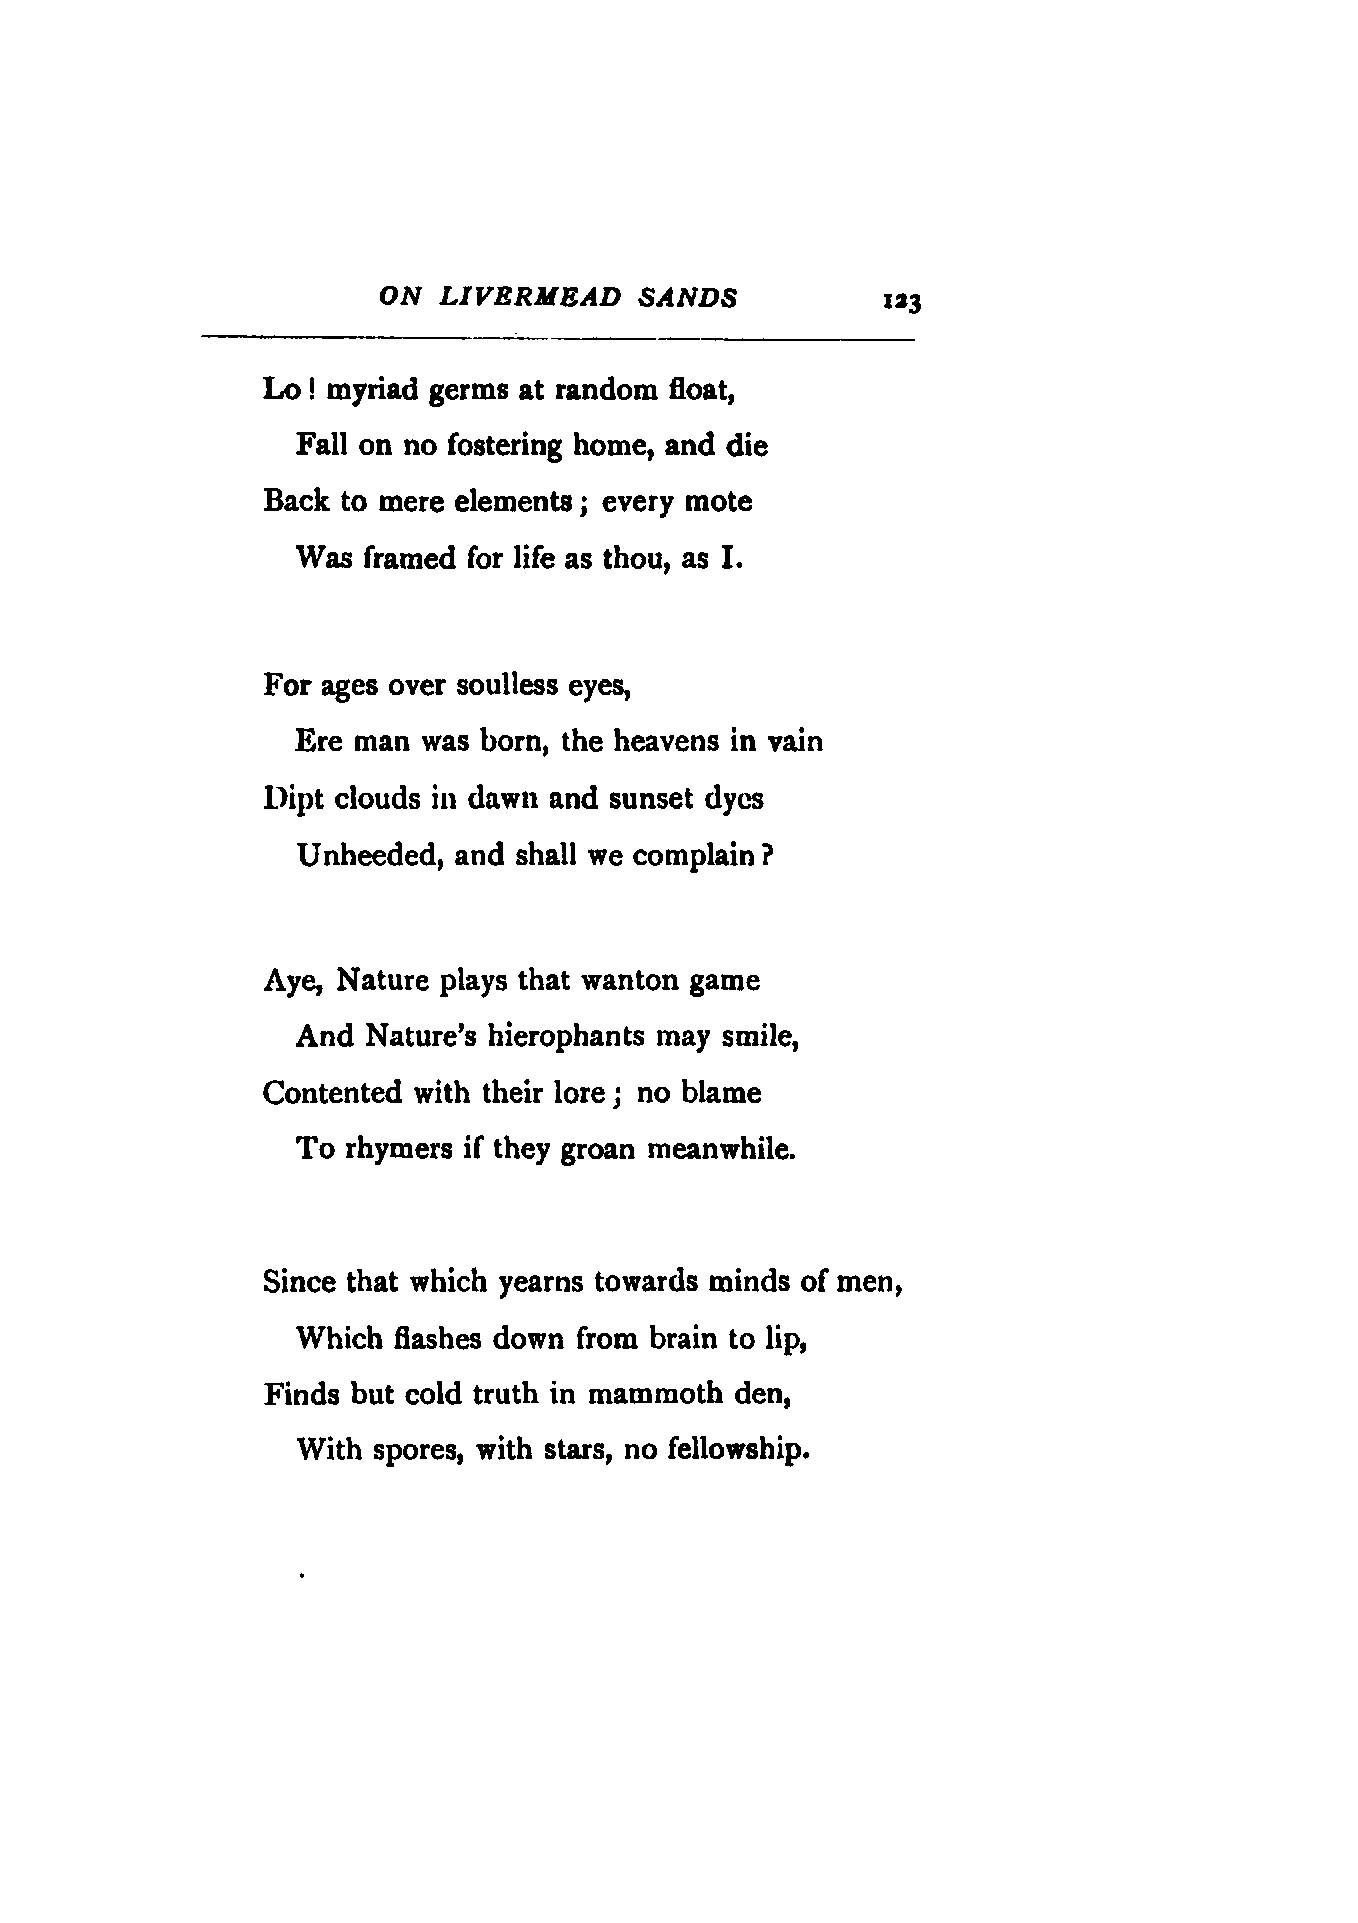 ON LIVERMEAD SANDS 123
Lo ! myriad germs at random float,
Fall on no fostering home, and die
Back to mere elements ; every mote
Was framed for life as thou, as I.
For ages over soulless eyes,
Ere man was born, the heavens in vain
Dipt clouds in dawn and sunset dyes
Unheeded, and shall we complain ?
Aye, Nature plays that wanton game
And Nature's hierophants may smile,
Contented with their lore ; no blame
To rhymers if they groan meanwhile.
Since that which yearns towards minds of men,
Which flashes down from brain to lip,
Finds but cold truth in mammoth den,
With spores, with stars, no fellowship.